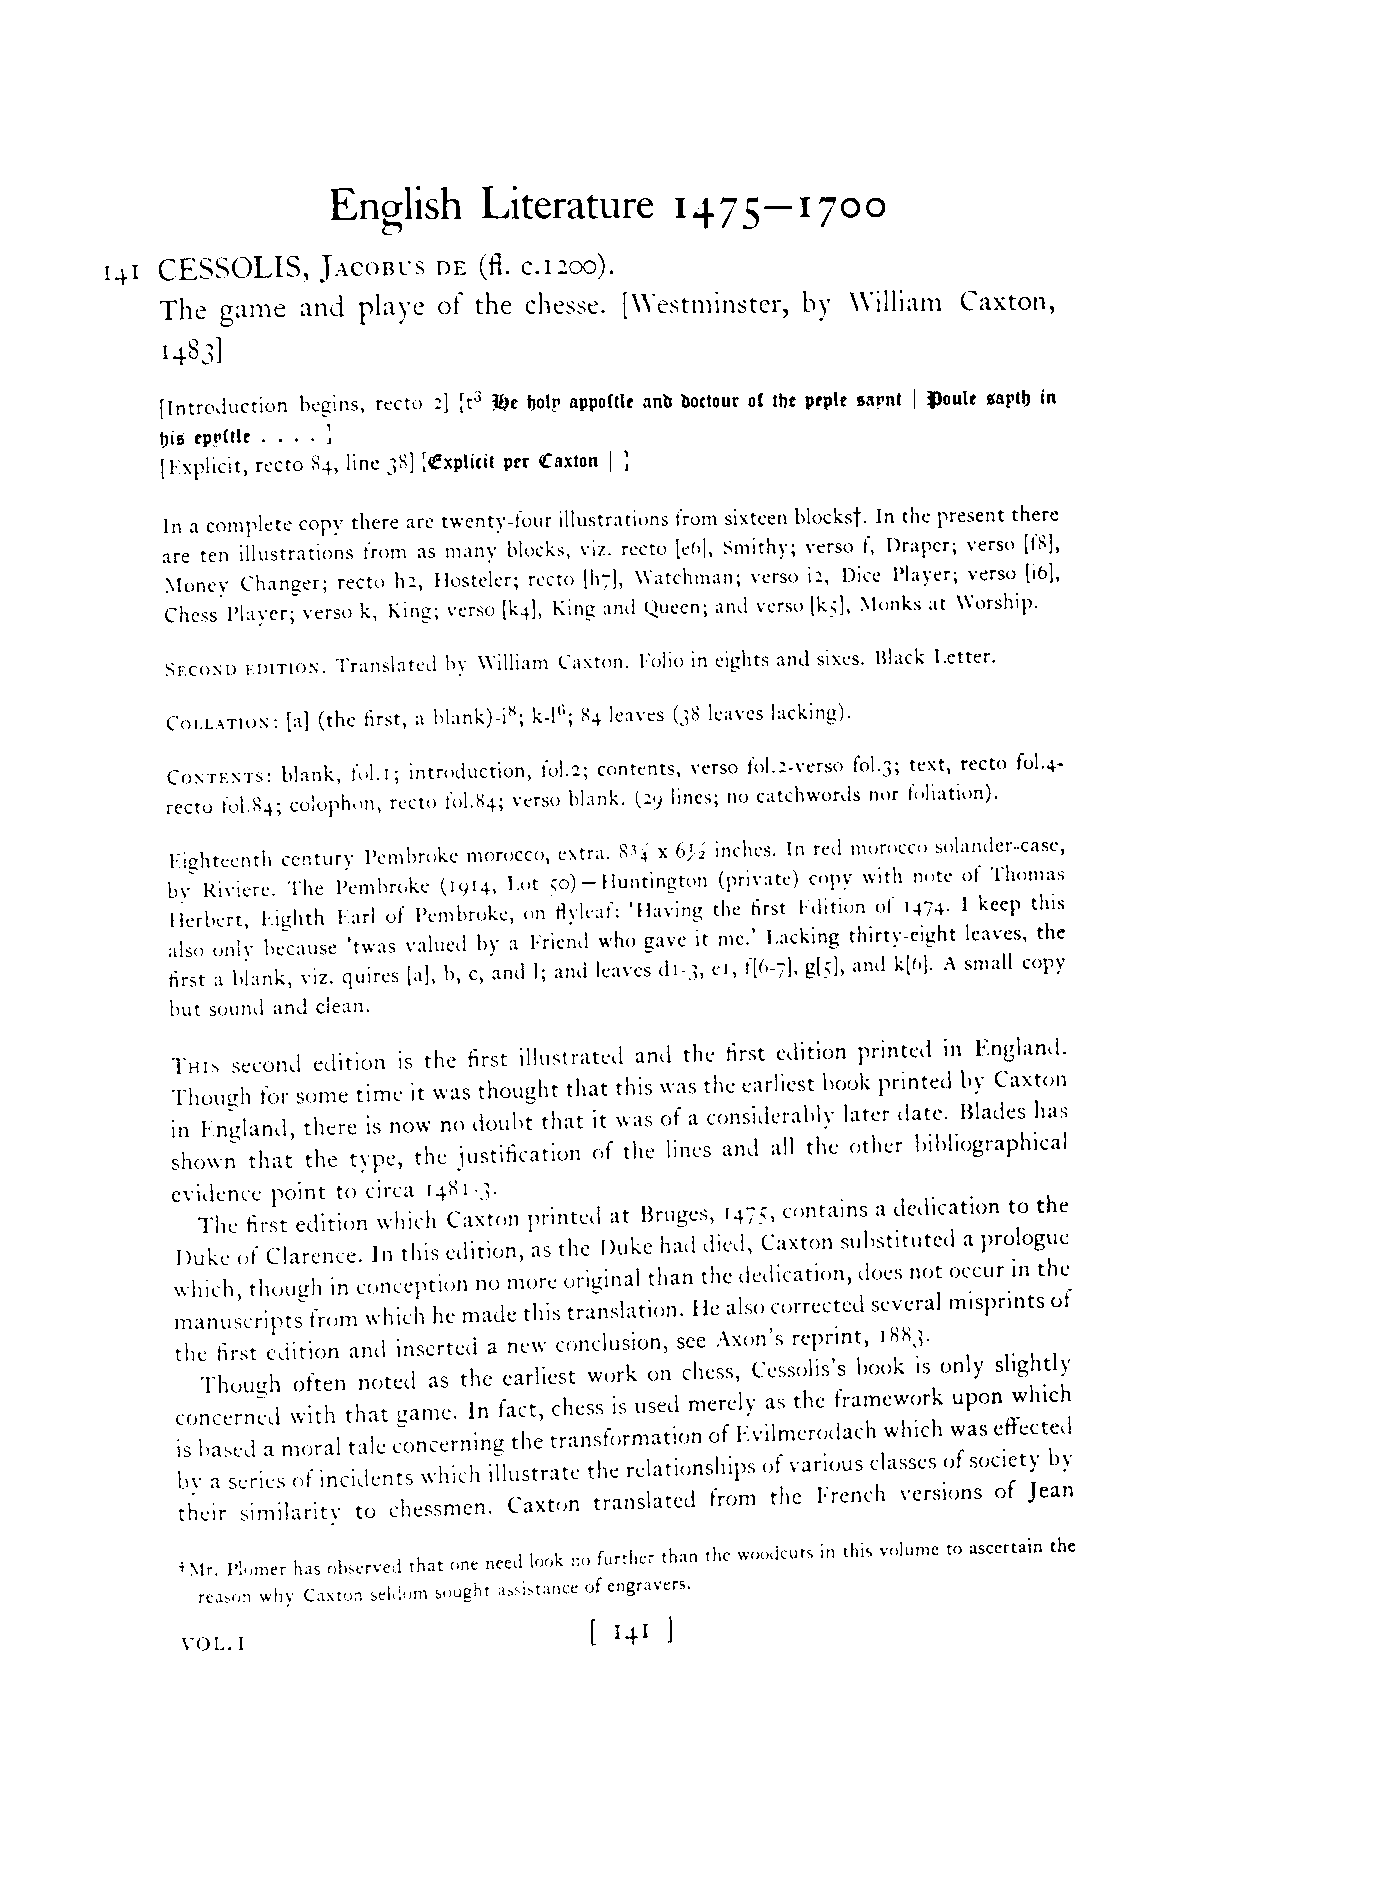 English Literature 1475–1700
141 CESSOLIS, JACOBUS DE (fl. c.1200).
The game and playe of the chesse. [Westminster, by William Caxton,
1483]
[Introduction begins, recto 2] [t³ He holy appostle and doctour of the peple saynt | Poule sayth in
his epystle . . . . ]
[Explicit, recto 84, line 38] [Explicit per Caxton | ]
In a complete copy there are twenty-four illustrations from sixteen blocks†. In the present there
are ten illustrations from as many blocks, viz. recto [e6], Smithy; verso f, Draper; verso [f8],
Money Changer; recto h2, Hosteler; recto [h7], Watchman; verso i2, Dice Player; verso [i6],
Chess Player; verso k, King; verso [k4], King and Queen; and verso [k5], Monks at Worship.
SECOND EDITION. Translated by William Caxton. Folio in eights and sixes. Black Letter.
COLLATION: [a] (the first, a blank)-i⁸; k-l⁶; 84 leaves (38 leaves lacking).
CONTENTS: blank, fol.1; introduction, fol.2; contents, verso fol.2-verso fol.3; text, recto fol.4-
recto fol.84; colophon, recto fol.84; verso blank. (29 lines; no catchwords nor foliation).
Eighteenth century Pembroke morocco, extra. 8¾ x 6½ inches. In red morocco solander-case,
by Riviere. The Pembroke (1914, Lot 50)—Huntington (private) copy with note of Thomas
Herbert, Eighth Earl of Pembroke, on flyleaf: 'Having the first Edition of 1474. I keep this
also only because 'twas valued by a Friend who gave it me.' Lacking thirty-eight leaves, the
first a blank, viz. quires [a], b, c, and l; and leaves d1-3, e1, f[6-7], g[5], and k[6]. A small copy
but sound and clean.
THIS second edition is the first illustrated and the first edition printed in England.
Though for some time it was thought that this was the earliest book printed by Caxton
in England, there is now no doubt that it was of a considerably later date. Blades has
shown that the type, the justification of the lines and all the other bibliographical
evidence point to circa 1481-3.
The first edition which Caxton printed at Bruges, 1475, contains a dedication to the
Duke of Clarence. In this edition, as the Duke had died, Caxton substituted a prologue
which, though in conception no more original than the dedication, does not occur in the
manuscripts from which he made this translation. He also corrected several misprints of
the first edition and inserted a new conclusion, see Axon's reprint, 1883.
Though often noted as the earliest work on chess, Cessolis's book is only slightly
concerned with that game. In fact, chess is used merely as the framework upon which
is based a moral tale concerning the transformation of Evilmerodach which was effected
by a series of incidents which illustrate the relationships of various classes of society by
their similarity to chessmen. Caxton translated from the French versions of Jean
†Mr. Plomer has observed that one need look no further than the woodcuts in this volume to ascertain the
reason why Caxton seldom sought assistance of engravers.
VOL.I [ 141 ]